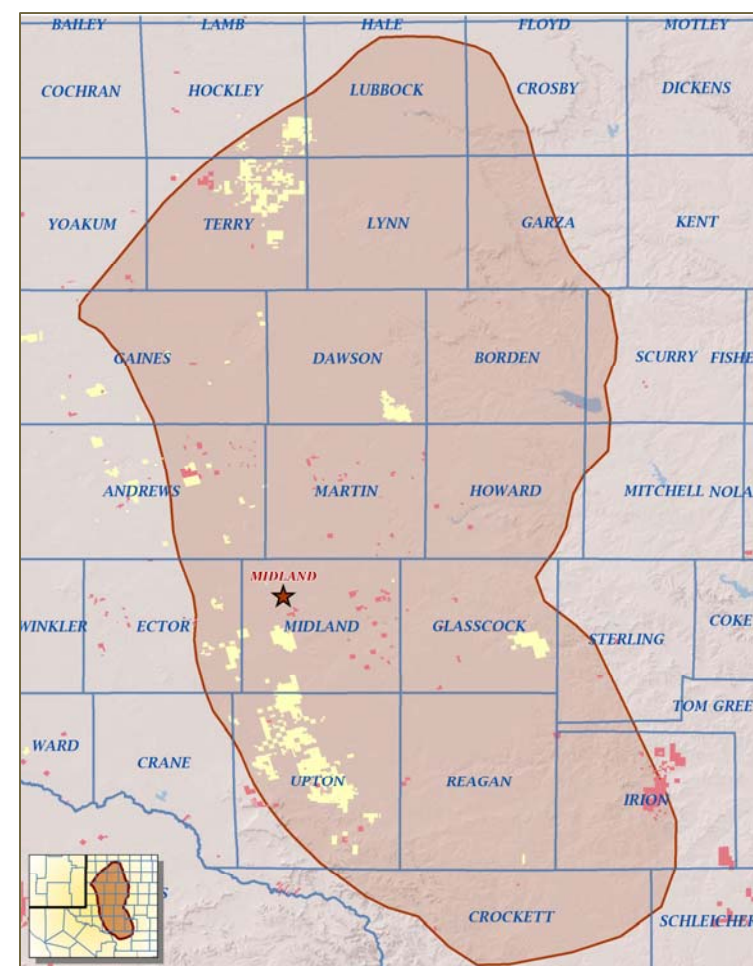 BAILEY LAMB HALE FLOYD MOTLEY
COCHRAN HOCKLEY LUBBOCK CROSBY DICKENS
YOAKUM TERRY LYNN GARZA KENT
GAINES DAWSON BORDEN SCURRY FISHE
ANDREWS MARTIN HOWARD MITCHELL NOLA
MIDLAND
WINKLER ECTOR MIDLAND GLASSCOCK STERLING COKE
TOM GREE
WARD CRANE UPTON REAGAN IRION
S CROCKETT SCHLEICHER